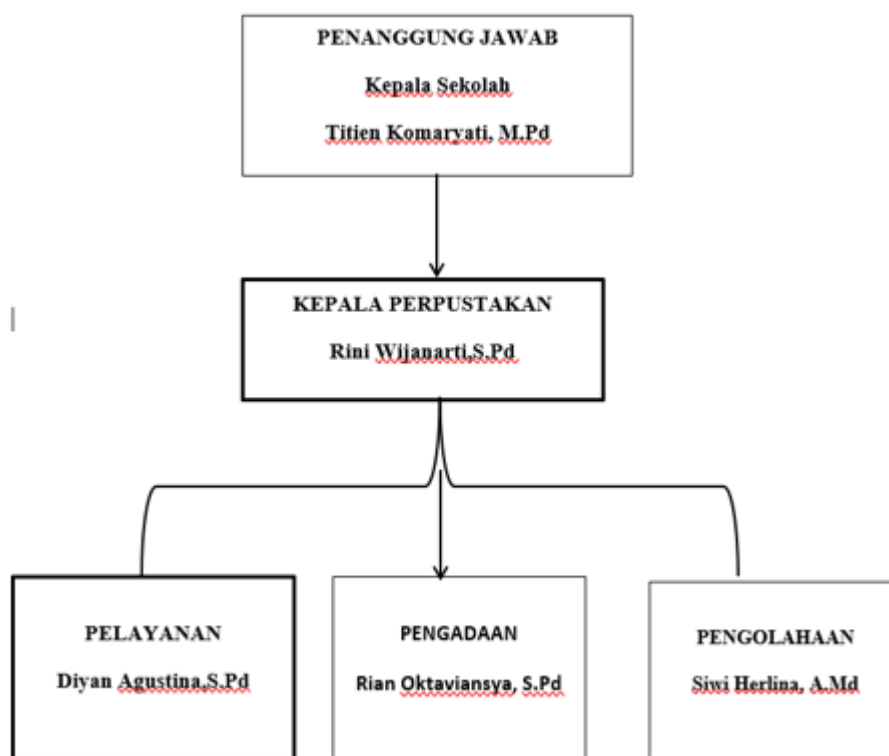 PENANGGUNG JAWAB
Kepala Sekolah
Titien Komaryati, M.Pd
KEPALA PERPUSTAKAN
Rini Wijanarti,S.Pd
PELAYANAN
Diyan Agustina,S.Pd
PENGADAAN
Rian Oktaviansya, S.Pd
PENGOLAHAAN
Siwi Herlina, A.Md